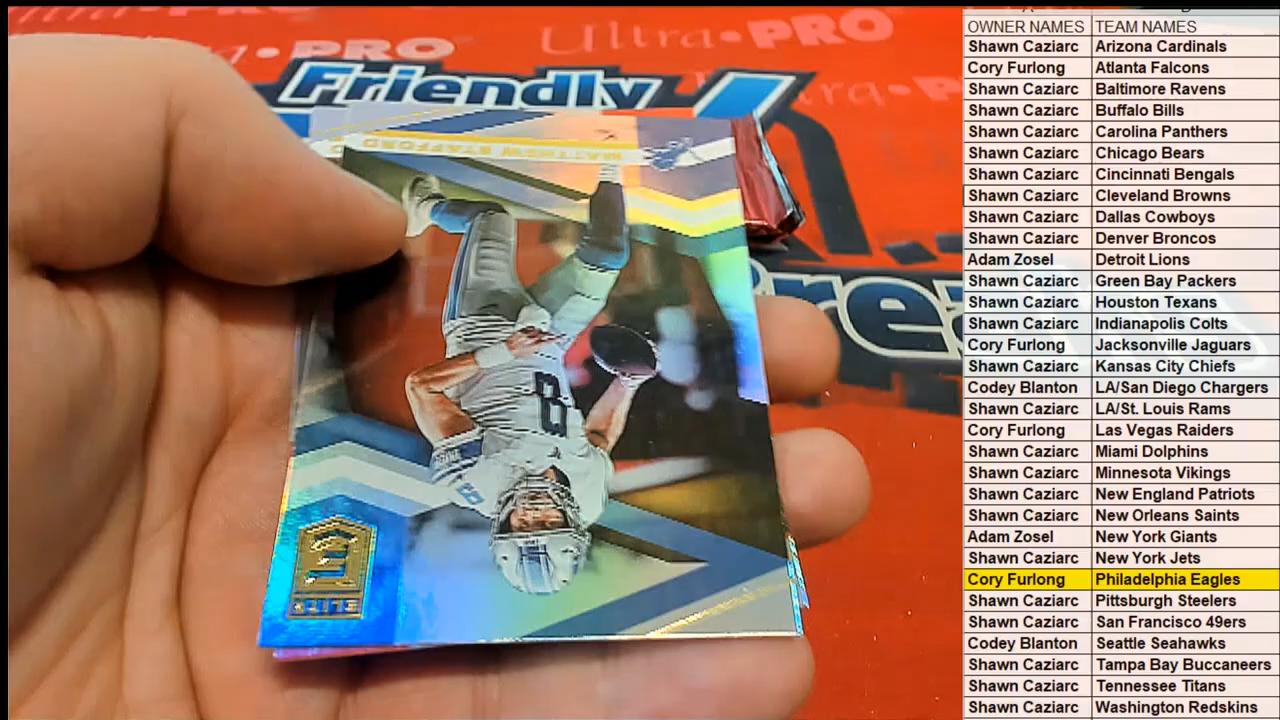 Ultra•PRO
Ultra•PRO
Friendly
MATTHEW STAFFORD
8
8
ELITE
OWNER NAMES TEAM NAMES
Shawn Caziarc Arizona Cardinals
Cory Furlong Atlanta Falcons
Shawn Caziarc Baltimore Ravens
Shawn Caziarc Buffalo Bills
Shawn Caziarc Carolina Panthers
Shawn Caziarc Chicago Bears
Shawn Caziarc Cincinnati Bengals
Shawn Caziarc Cleveland Browns
Shawn Caziarc Dallas Cowboys
Shawn Caziarc Denver Broncos
Adam Zosel Detroit Lions
Shawn Caziarc Green Bay Packers
Shawn Caziarc Houston Texans
Shawn Caziarc Indianapolis Colts
Cory Furlong Jacksonville Jaguars
Shawn Caziarc Kansas City Chiefs
Codey Blanton LA/San Diego Chargers
Shawn Caziarc LA/St. Louis Rams
Cory Furlong Las Vegas Raiders
Shawn Caziarc Miami Dolphins
Shawn Caziarc Minnesota Vikings
Shawn Caziarc New England Patriots
Shawn Caziarc New Orleans Saints
Adam Zosel New York Giants
Shawn Caziarc New York Jets
Cory Furlong Philadelphia Eagles
Shawn Caziarc Pittsburgh Steelers
Shawn Caziarc San Francisco 49ers
Codey Blanton Seattle Seahawks
Shawn Caziarc Tampa Bay Buccaneers
Shawn Caziarc Tennessee Titans
Shawn Caziarc Washington Redskins